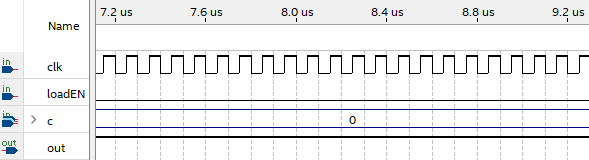 7.2 us 7.6 us 8.0 us 8.4 us 8.8 us 9.2 us
Name
in clk
in loadEN
in c 0
out out